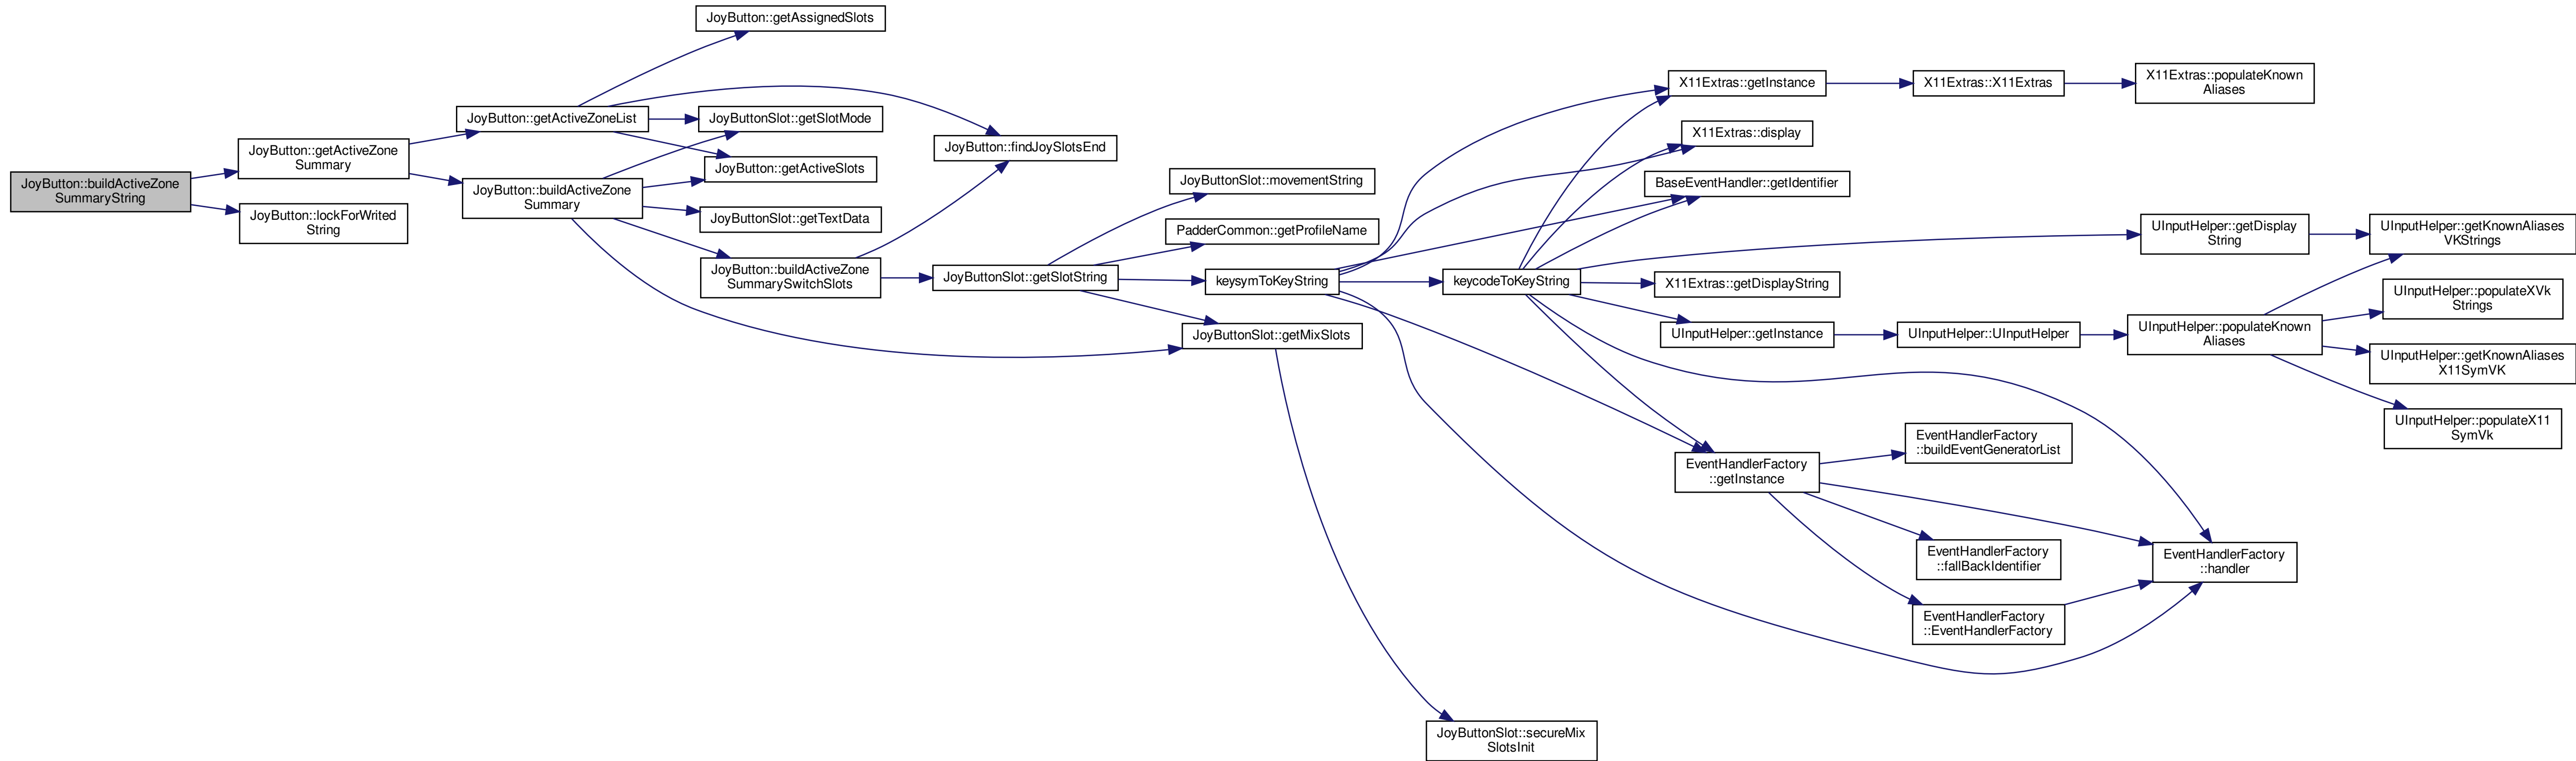 JoyButton::buildActiveZone
SummaryString
JoyButton::getActiveZone
Summary
JoyButton::lockForWrited
String
JoyButton::getActiveZoneList
JoyButton::buildActiveZone
Summary
JoyButton::getAssignedSlots
JoyButtonSlot::getSlotMode
JoyButton::getActiveSlots
JoyButtonSlot::getTextData
JoyButton::buildActiveZone
SummarySwitchSlots
JoyButton::findJoySlotsEnd
JoyButtonSlot::getSlotString
JoyButtonSlot::movementString
PadderCommon::getProfileName
keysymToKeyString
JoyButtonSlot::getMixSlots
JoyButtonSlot::secureMix
SlotsInit
keycodeToKeyString
X11Extras::getInstance
X11Extras::display
BaseEventHandler::getIdentifier
X11Extras::getDisplayString
UInputHelper::getInstance
EventHandlerFactory
::getInstance
X11Extras::X11Extras
UInputHelper::UInputHelper
EventHandlerFactory
::buildEventGeneratorList
EventHandlerFactory
::fallBackIdentifier
EventHandlerFactory
::EventHandlerFactory
X11Extras::populateKnown
Aliases
UInputHelper::getDisplay
String
UInputHelper::populateKnown
Aliases
EventHandlerFactory
::handler
UInputHelper::getKnownAliases
VKStrings
UInputHelper::populateXVk
Strings
UInputHelper::getKnownAliases
X11SymVK
UInputHelper::populateX11
SymVk